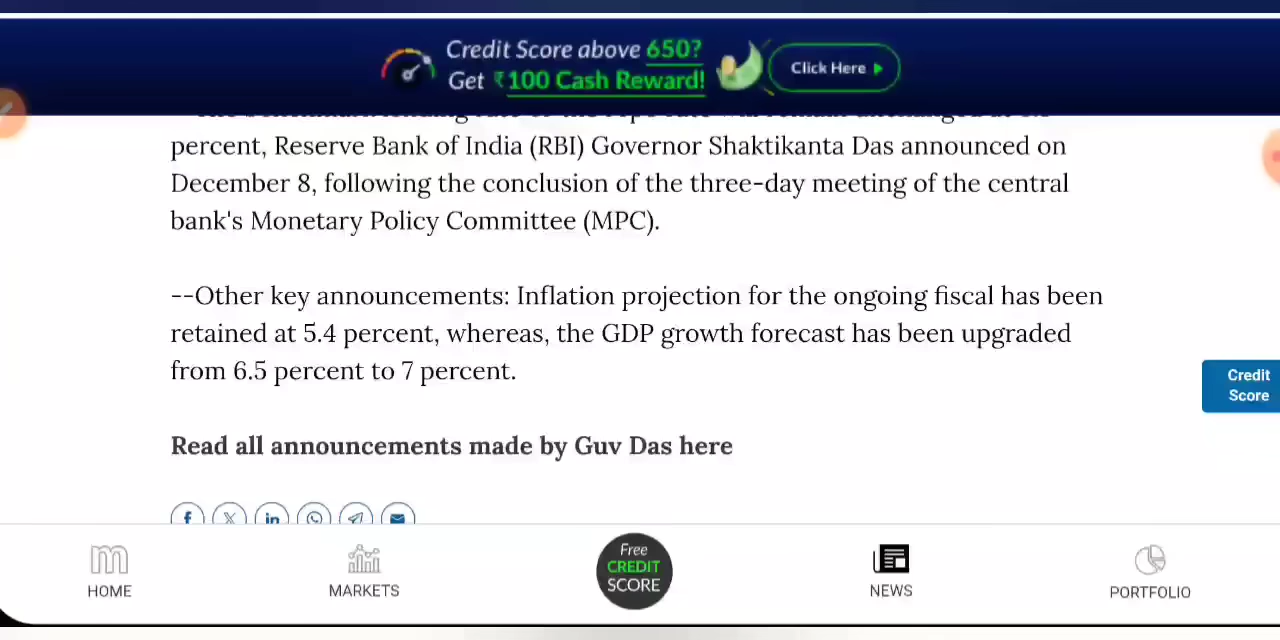 Credit Score above 650?
Get ₹100 Cash Reward!
Click Here
percent, Reserve Bank of India (RBI) Governor Shaktikanta Das announced on
December 8, following the conclusion of the three-day meeting of the central
bank's Monetary Policy Committee (MPC).
--Other key announcements: Inflation projection for the ongoing fiscal has been
retained at 5.4 percent, whereas, the GDP growth forecast has been upgraded
from 6.5 percent to 7 percent.
Credit
Score
Read all announcements made by Guv Das here
Free
CREDIT
SCORE
HOME
MARKETS
NEWS
PORTFOLIO